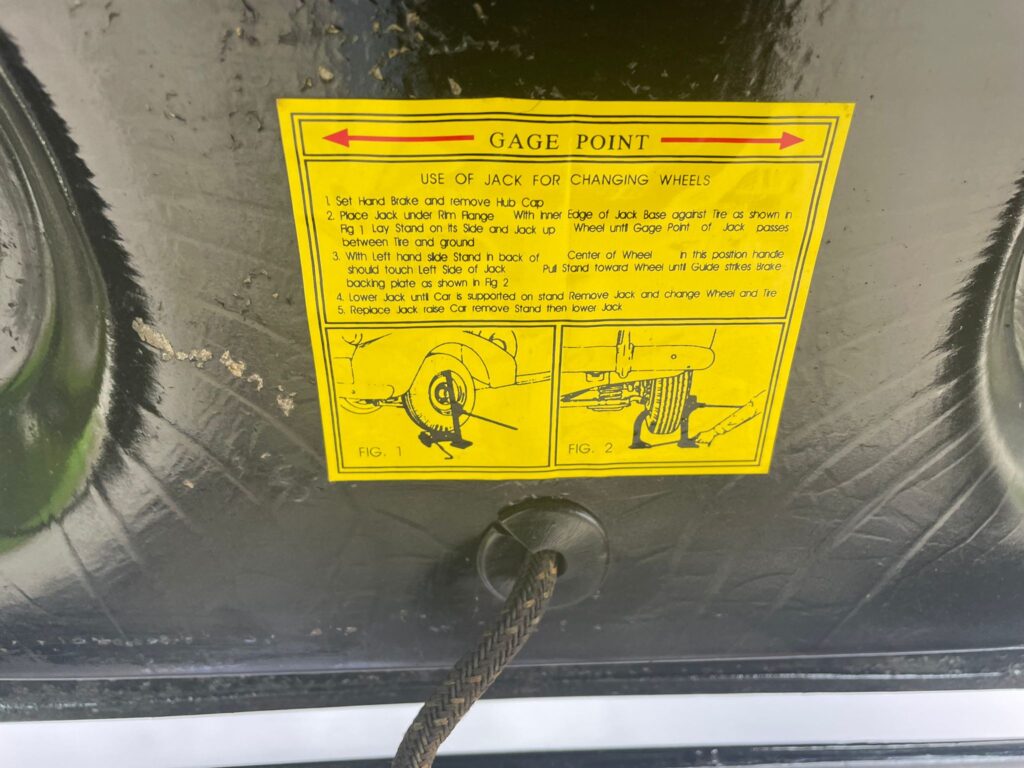 GAGE POINT
USE OF JACK FOR CHANGING WHEELS
1. Set Hand Brake and remove Hub Cap
2. Place Jack under Rim Flange With Inner Edge of Jack Base against Tire as shown in
Fig 1 Lay Stand on Its Side and Jack up Wheel until Gage Point of Jack passes
between Tire and ground
3. With Left hand slide Stand in back of Center of Wheel In this position handle
should touch Left Side of Jack Pull Stand toward Wheel until Guide strikes Brake-
backing plate as shown in Fig 2
4. Lower Jack until Car is supported on stand Remove Jack and change Wheel and Tire
5. Replace Jack raise Car remove Stand then lower Jack
FIG. 1
FIG. 2